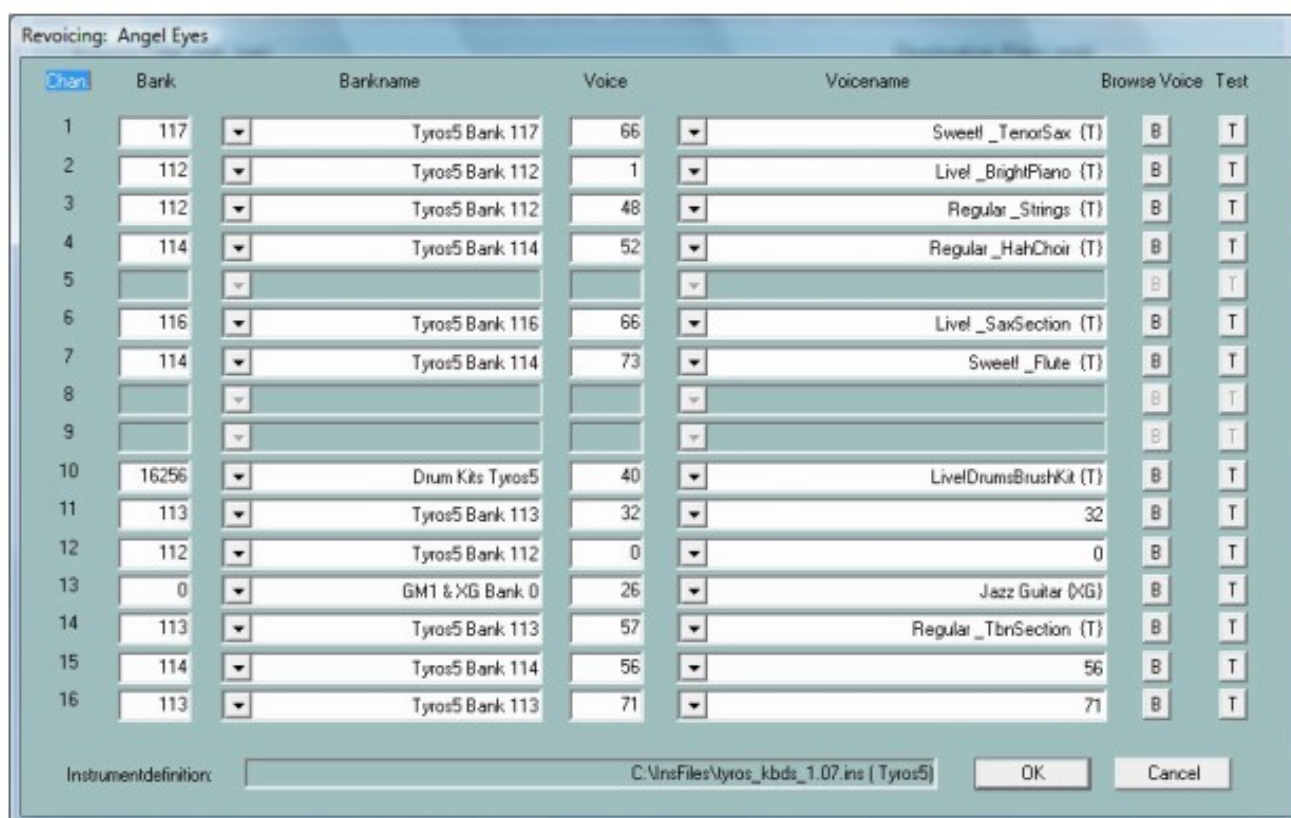 Revoicing: Angel Eyes
Chan. Bank Bankname Voice Voicename Browse Voice Test
1 117 Tyros5 Bank 117 66 Sweet! _TenorSax {T} B T
2 112 Tyros5 Bank 112 1 Live! _BrightPiano {T} B T
3 112 Tyros5 Bank 112 48 Regular _Strings {T} B T
4 114 Tyros5 Bank 114 52 Regular _HahChoir {T} B T
5 B T
6 116 Tyros5 Bank 116 66 Live! _SaxSection {T} B T
7 114 Tyros5 Bank 114 73 Sweet! _Flute {T} B T
8 B T
9 B T
10 16256 Drum Kits Tyros5 40 Live!DrumsBrushKit {T} B T
11 113 Tyros5 Bank 113 32 32 B T
12 112 Tyros5 Bank 112 0 0 B T
13 0 GM1 & XG Bank 0 26 Jazz Guitar {XG} B T
14 113 Tyros5 Bank 113 57 Regular _TbnSection {T} B T
15 114 Tyros5 Bank 114 56 56 B T
16 113 Tyros5 Bank 113 71 71 B T
Instrumentdefinition: C:\InsFiles\tyros_kbds_1.07.ins ( Tyros5) OK Cancel